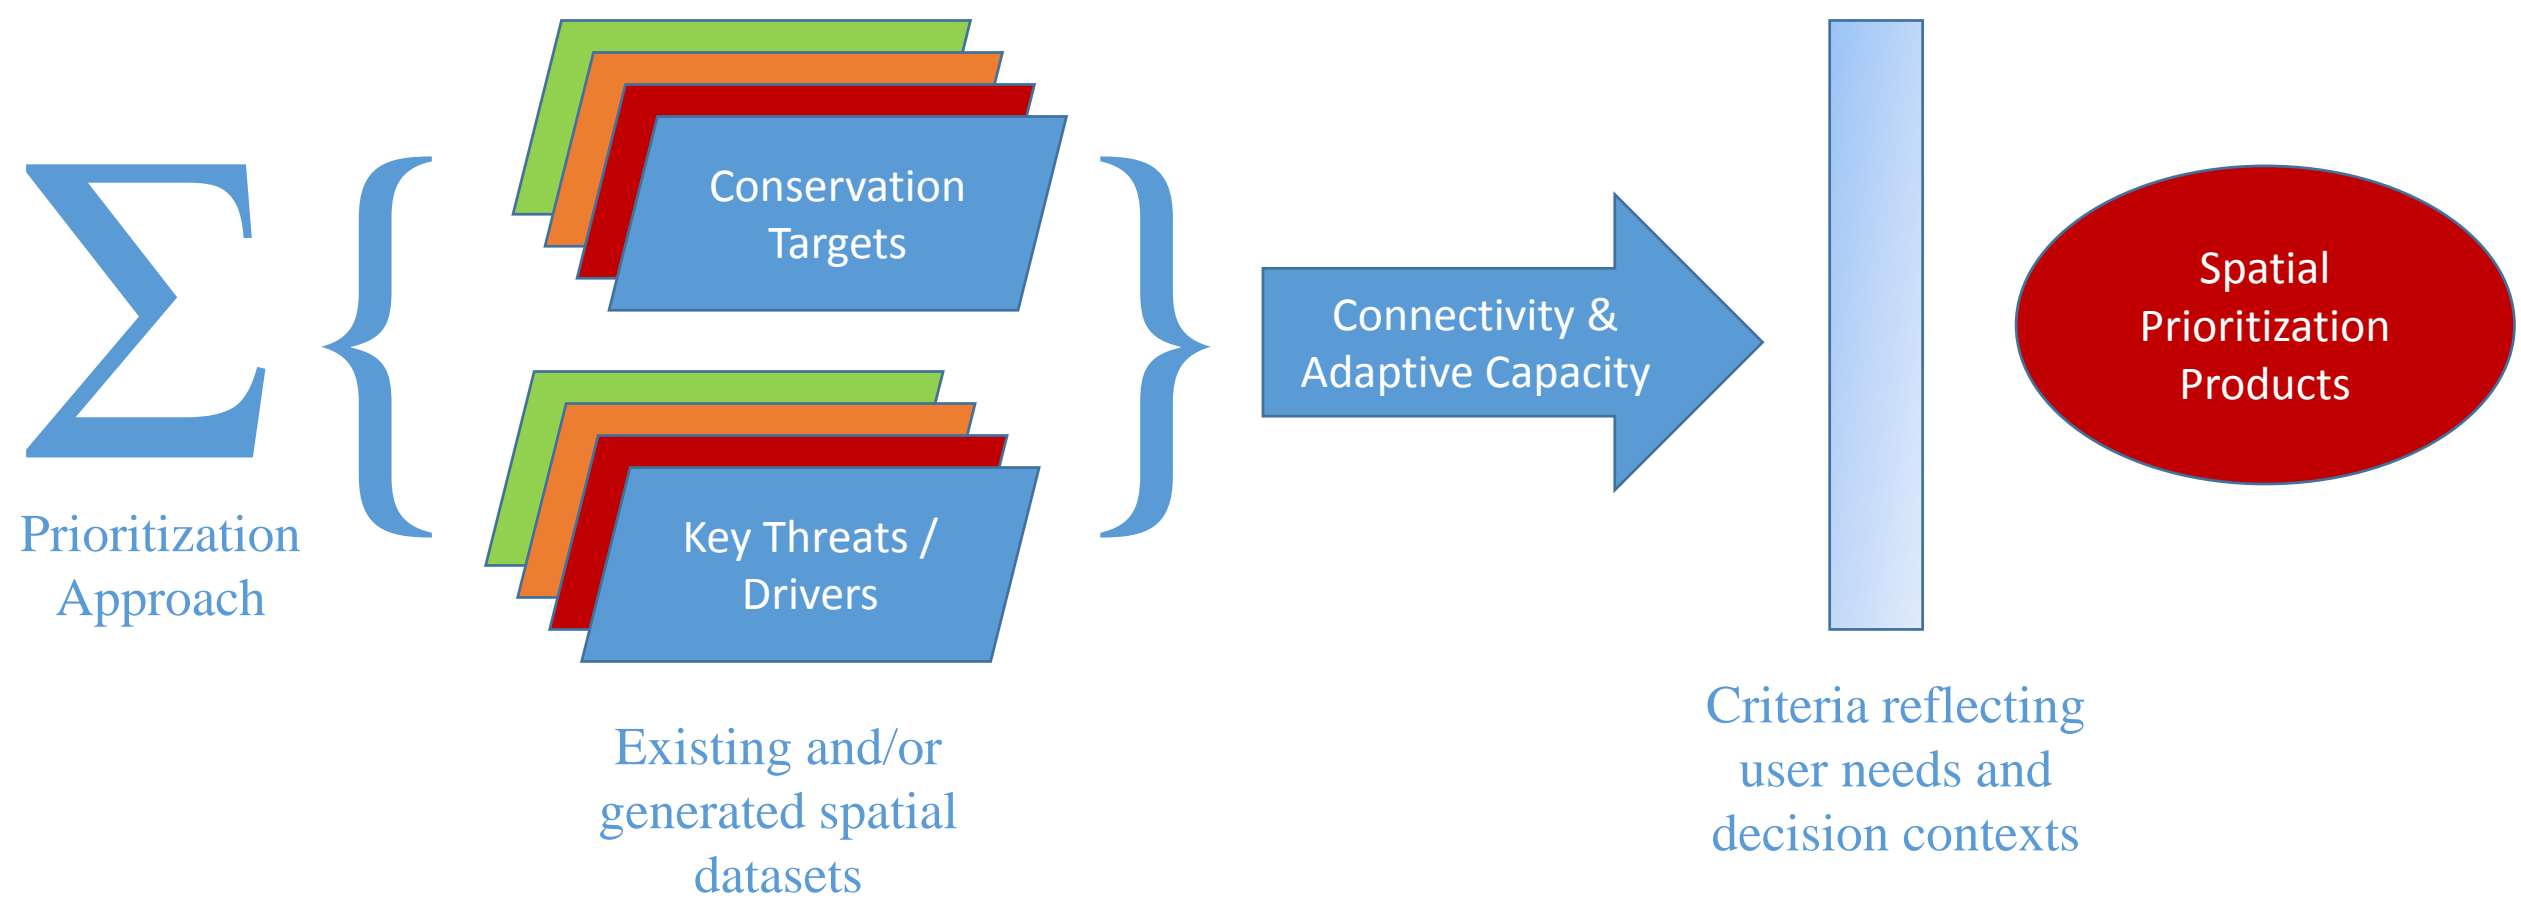 Σ
{
Prioritization
Approach
Conservation
Targets
Key Threats /
Drivers
}
Existing and/or
generated spatial
datasets
Connectivity &
Adaptive Capacity
Criteria reflecting
user needs and
decision contexts
Spatial
Prioritization
Products